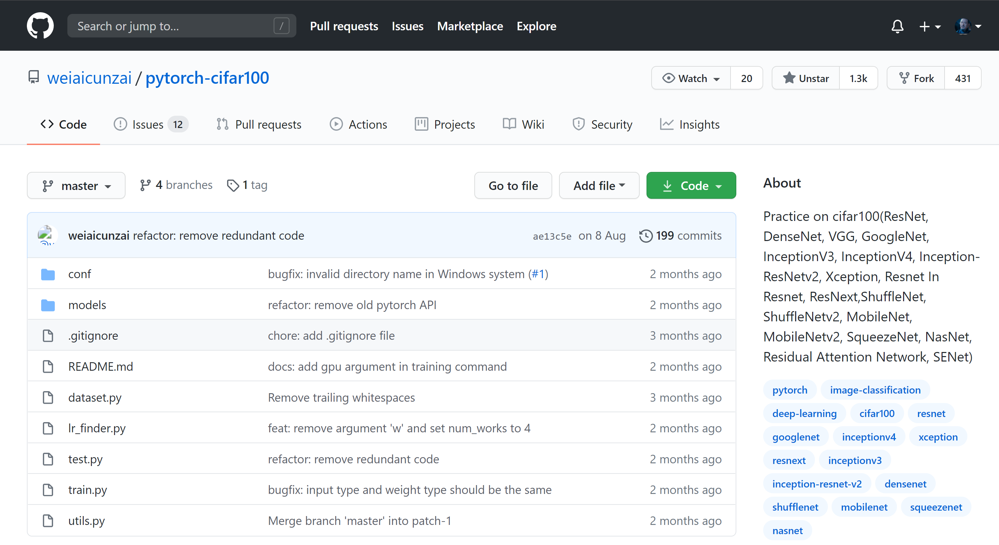 Search or jump to... /
Pull requests Issues Marketplace Explore
weiaicunzai / pytorch-cifar100
Watch 20 Unstar 1.3k Fork 431
Code Issues 12 Pull requests Actions Projects Wiki Security Insights
master 4 branches 1 tag Go to file Add file Code
weiaicunzai refactor: remove redundant code ae13c5e on 8 Aug 199 commits
conf bugfix: invalid directory name in Windows system (#1) 2 months ago
models refactor: remove old pytorch API 2 months ago
.gitignore chore: add .gitignore file 3 months ago
README.md docs: add gpu argument in training command 2 months ago
dataset.py Remove trailing whitespaces 3 months ago
lr_finder.py feat: remove argument 'w' and set num_works to 4 2 months ago
test.py refactor: remove redundant code 2 months ago
train.py bugfix: input type and weight type should be the same 2 months ago
utils.py Merge branch 'master' into patch-1 2 months ago
About
Practice on cifar100(ResNet,
DenseNet, VGG, GoogleNet,
InceptionV3, InceptionV4, Inception-
ResNetv2, Xception, Resnet In
Resnet, ResNext,ShuffleNet,
ShuffleNetv2, MobileNet,
MobileNetv2, SqueezeNet, NasNet,
Residual Attention Network, SENet)
pytorch image-classification
deep-learning cifar100 resnet
googlenet inceptionv4 xception
resnext inceptionv3
inception-resnet-v2 densenet
shufflenet mobilenet squeezenet
nasnet